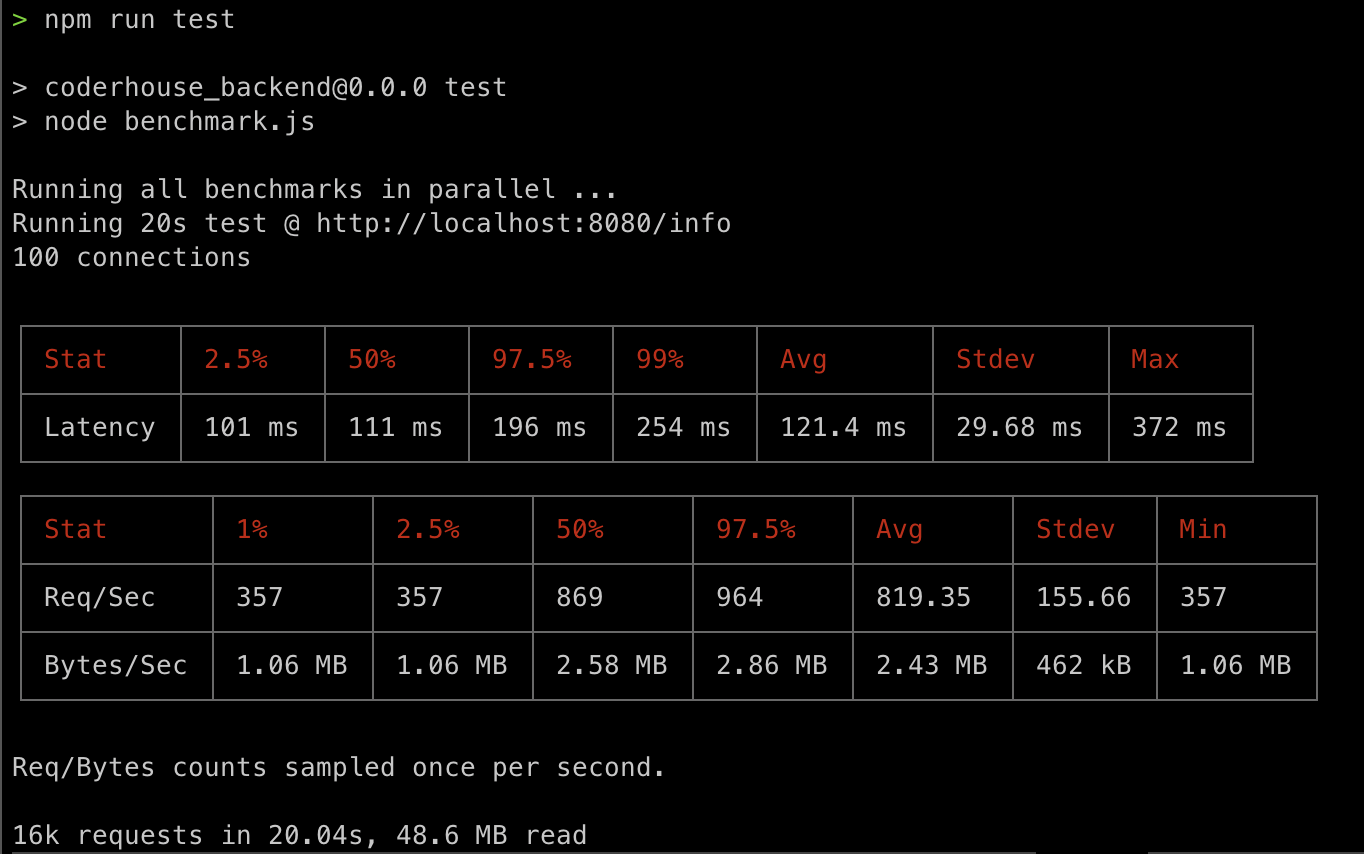 > npm run test
> coderhouse_backend@0.0.0 test
> node benchmark.js
Running all benchmarks in parallel ...
Running 20s test @ http://localhost:8080/info
100 connections
Stat 2.5% 50% 97.5% 99% Avg Stdev Max
Latency 101 ms 111 ms 196 ms 254 ms 121.4 ms 29.68 ms 372 ms
Stat 1% 2.5% 50% 97.5% Avg Stdev Min
Req/Sec 357 357 869 964 819.35 155.66 357
Bytes/Sec 1.06 MB 1.06 MB 2.58 MB 2.86 MB 2.43 MB 462 kB 1.06 MB
Req/Bytes counts sampled once per second.
16k requests in 20.04s, 48.6 MB read